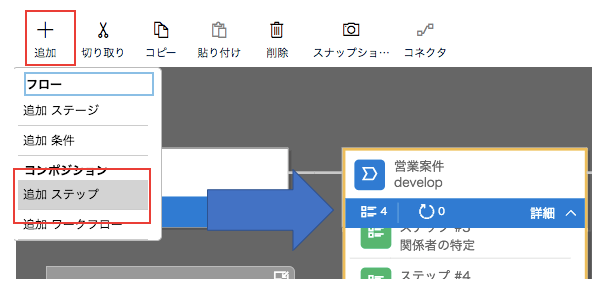 追加
切り取り
コピー
貼り付け
削除
スナップショ…
コネクタ
フロー
追加 ステージ
追加 条件
コンポジション
追加 ステップ
追加 ワークフロー
営業案件
develop
4
0
詳細
ステップ #3
関係者の特定
ステップ #4